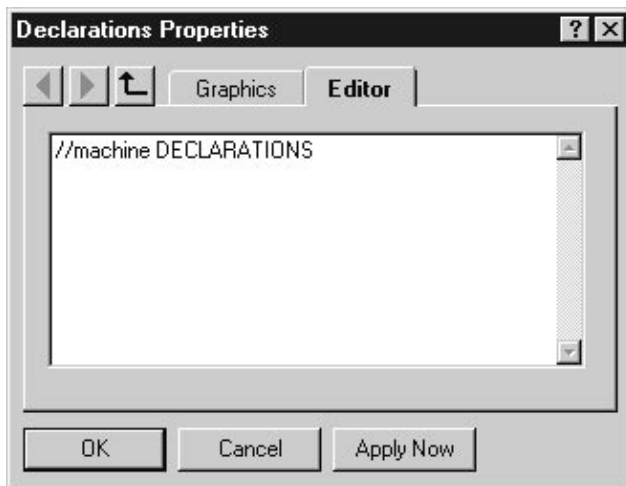 Declarations Properties
Graphics Editor
//machine DECLARATIONS
OK Cancel Apply Now